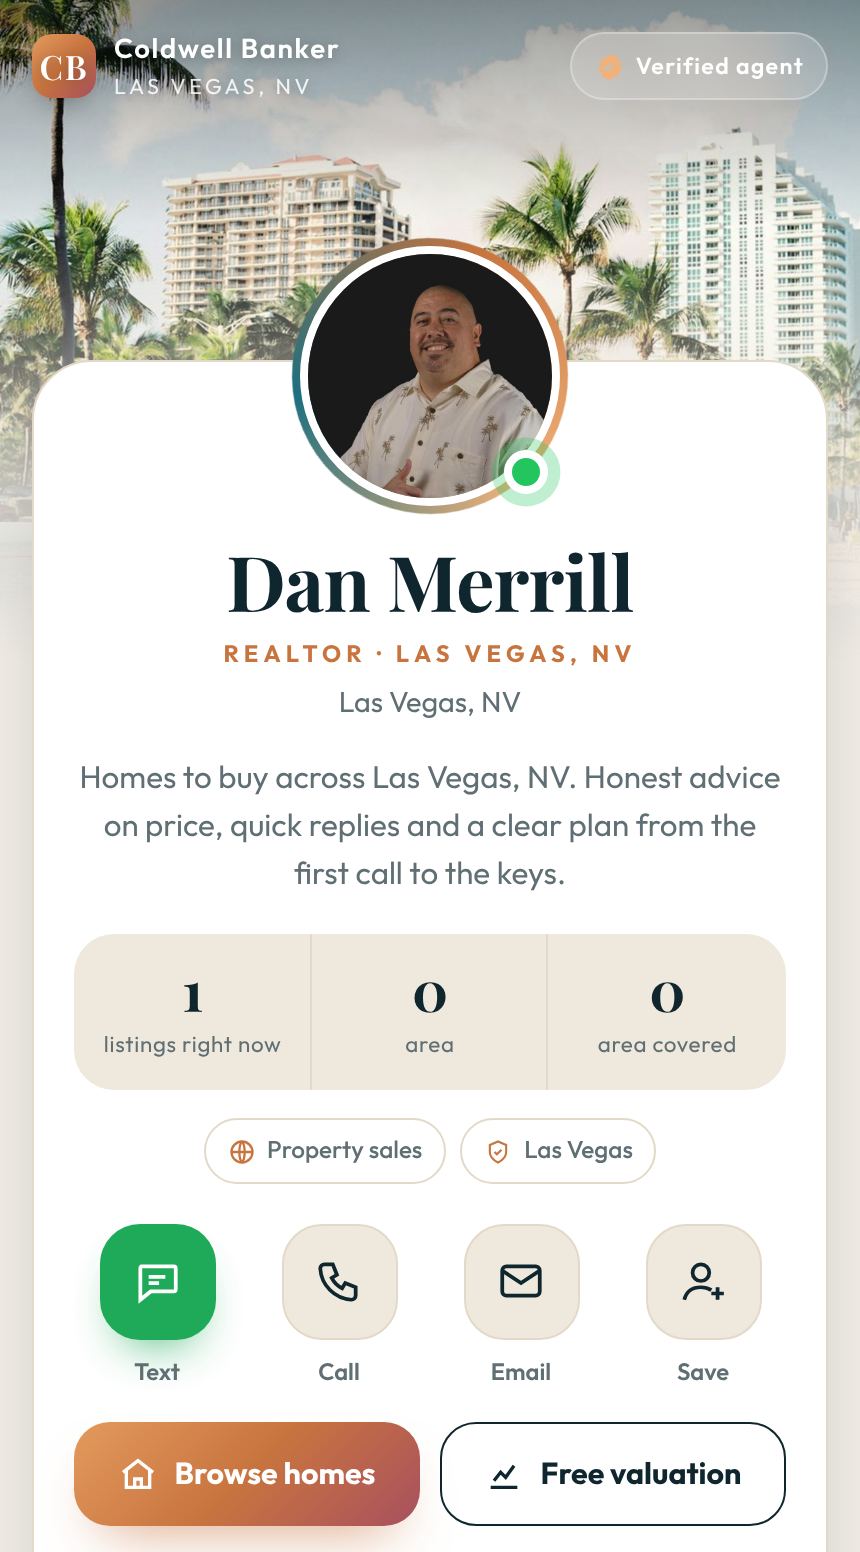 CB
Coldwell Banker
LAS VEGAS, NV
Verified agent
Dan Merrill
REALTOR · LAS VEGAS, NV
Las Vegas, NV
Homes to buy across Las Vegas, NV. Honest advice
on price, quick replies and a clear plan from the
first call to the keys.
1
listings right now
0
area
0
area covered
Property sales
Las Vegas
Text
Call
Email
Save
Browse homes
Free valuation